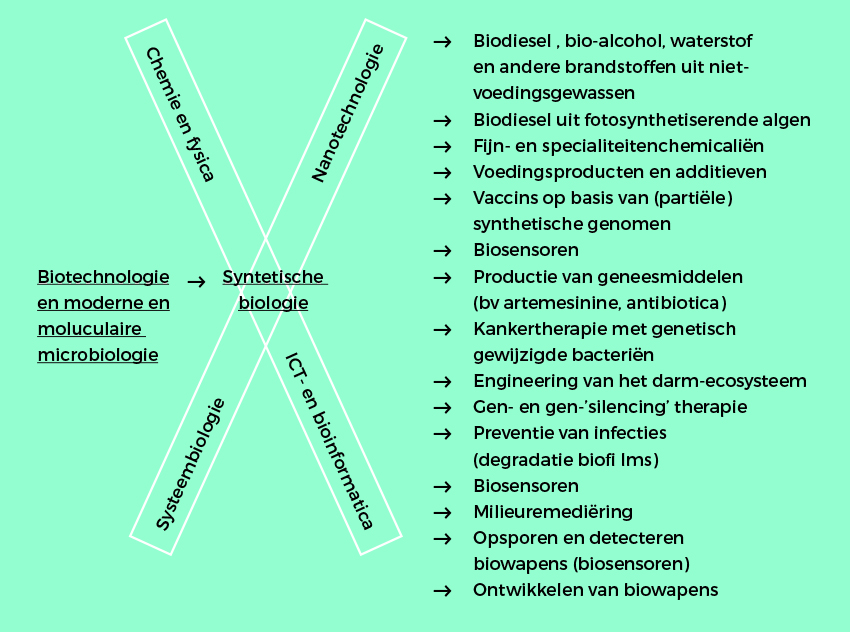 Chemie en fysica
Nanotechnologie
Biotechnologie
en moderne en
moluculaire
microbiologie
→
Syntetische
biologie
Systeembiologie
ICT- en bioinformatica
→ Biodiesel , bio-alcohol, waterstof
en andere brandstoffen uit niet-
voedingsgewassen
→ Biodiesel uit fotosynthetiserende algen
→ Fijn- en specialiteitenchemicaliën
→ Voedingsproducten en additieven
→ Vaccins op basis van (partiële)
synthetische genomen
→ Biosensoren
→ Productie van geneesmiddelen
(bv artemesinine, antibiotica)
→ Kankertherapie met genetisch
gewijzigde bacteriën
→ Engineering van het darm-ecosysteem
→ Gen- en gen-’silencing’ therapie
→ Preventie van infecties
(degradatie biofi lms)
→ Biosensoren
→ Milieuremediëring
→ Opsporen en detecteren
biowapens (biosensoren)
→ Ontwikkelen van biowapens